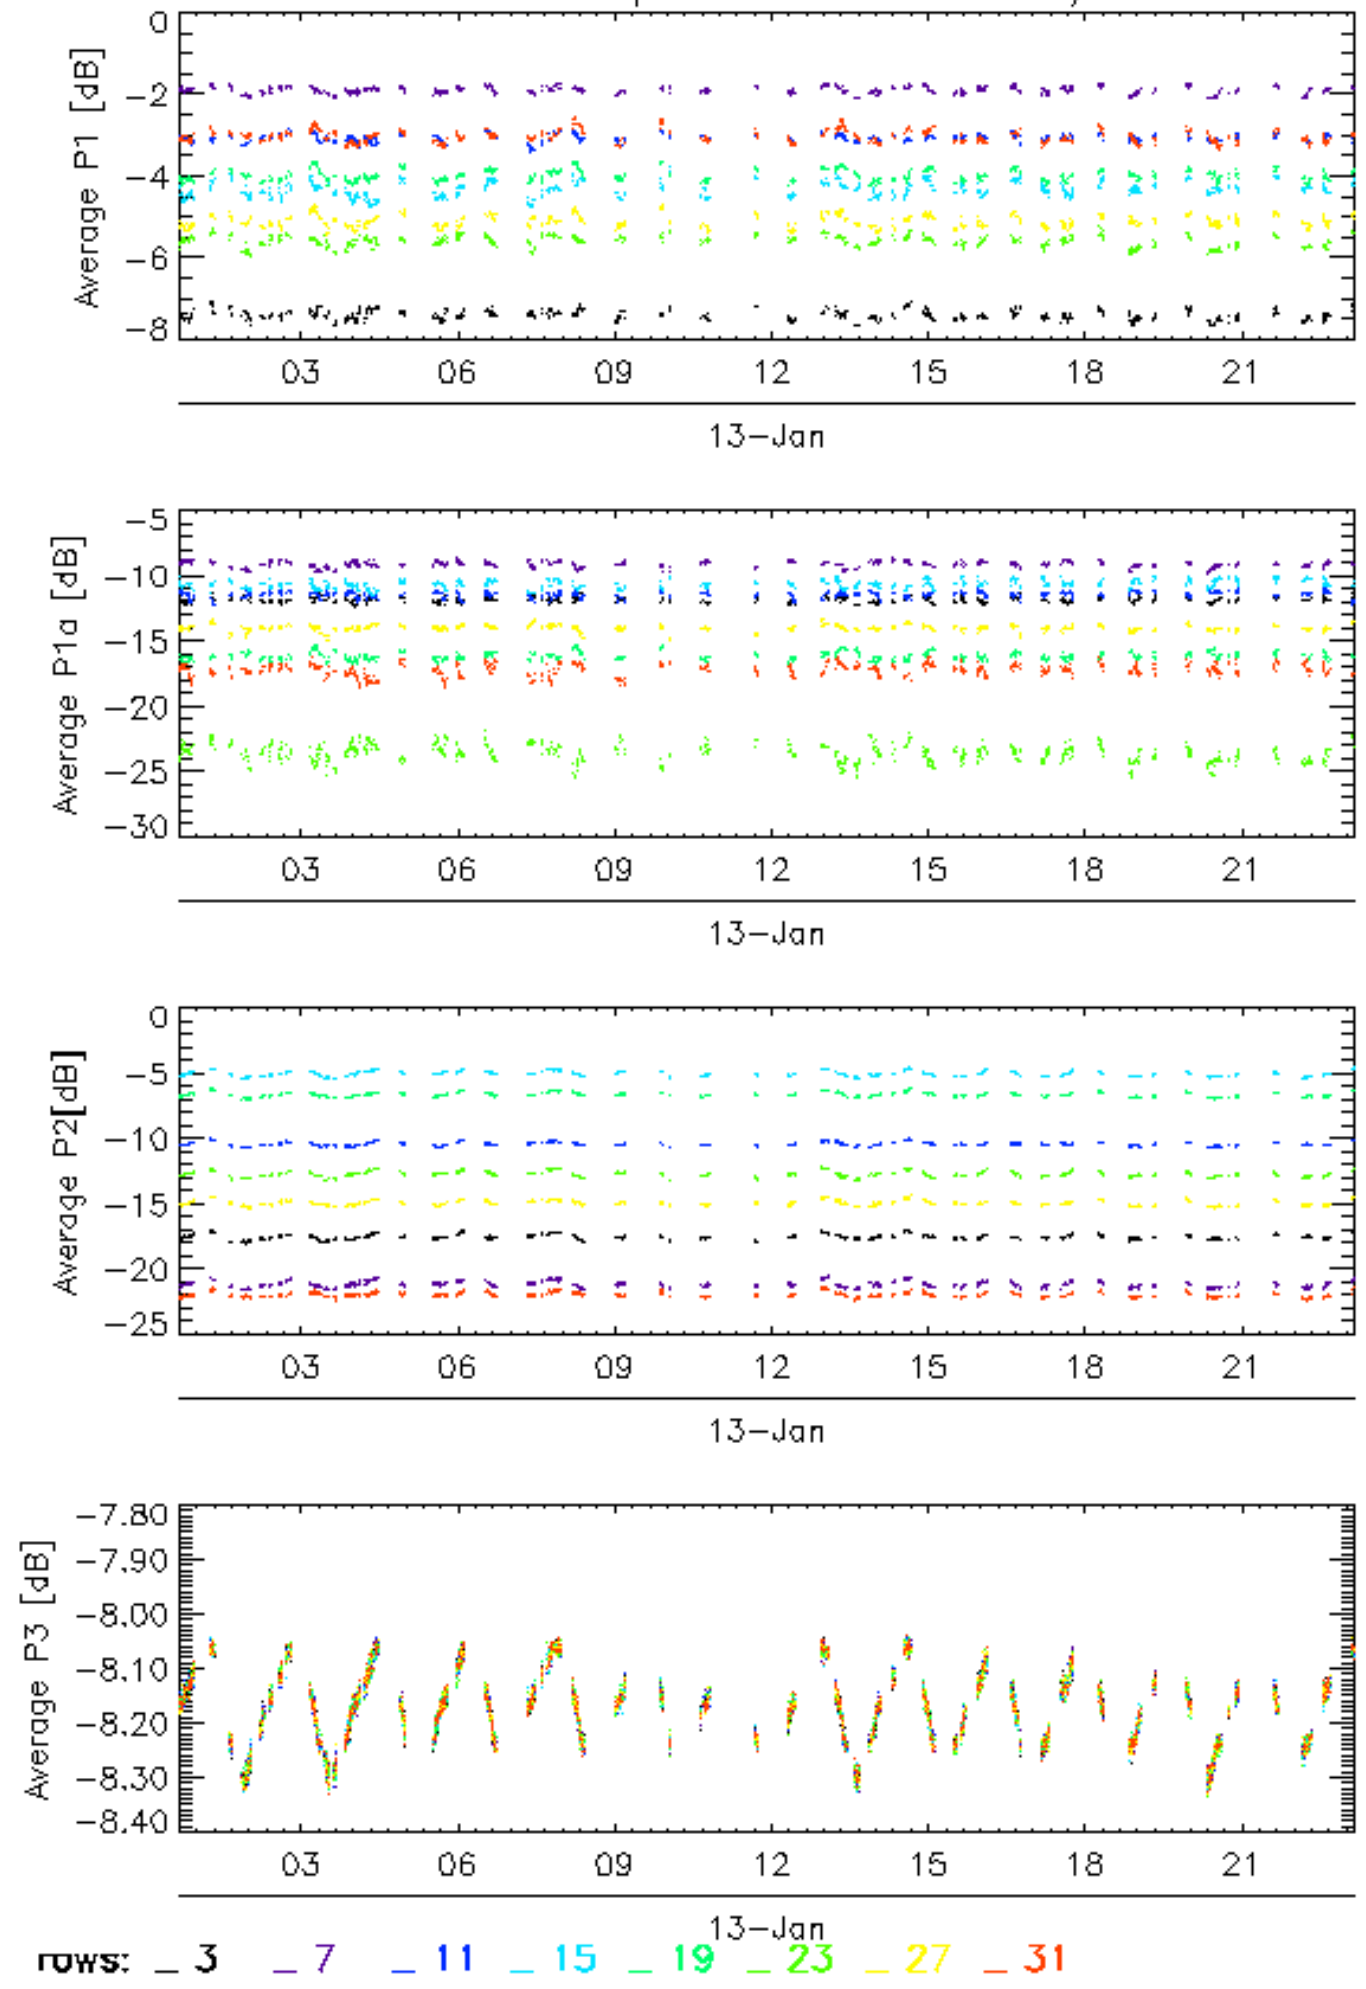 0
-2
-4
-6
-8
Average P1 [dB]
03 06 09 12 15 18 21
13-Jan
-5
-10
-15
-20
-25
-30
Average P1a [dB]
03 06 09 12 15 18 21
13-Jan
0
-5
-10
-15
-20
-25
Average P2[dB]
03 06 09 12 15 18 21
13-Jan
-7.80
-7.90
-8.00
-8.10
-8.20
-8.30
-8.40
Average P3 [dB]
03 06 09 12 15 18 21
13-Jan
rows: _ 3 _ 7 _ 11 _ 15 _ 19 _ 23 _ 27 _ 31